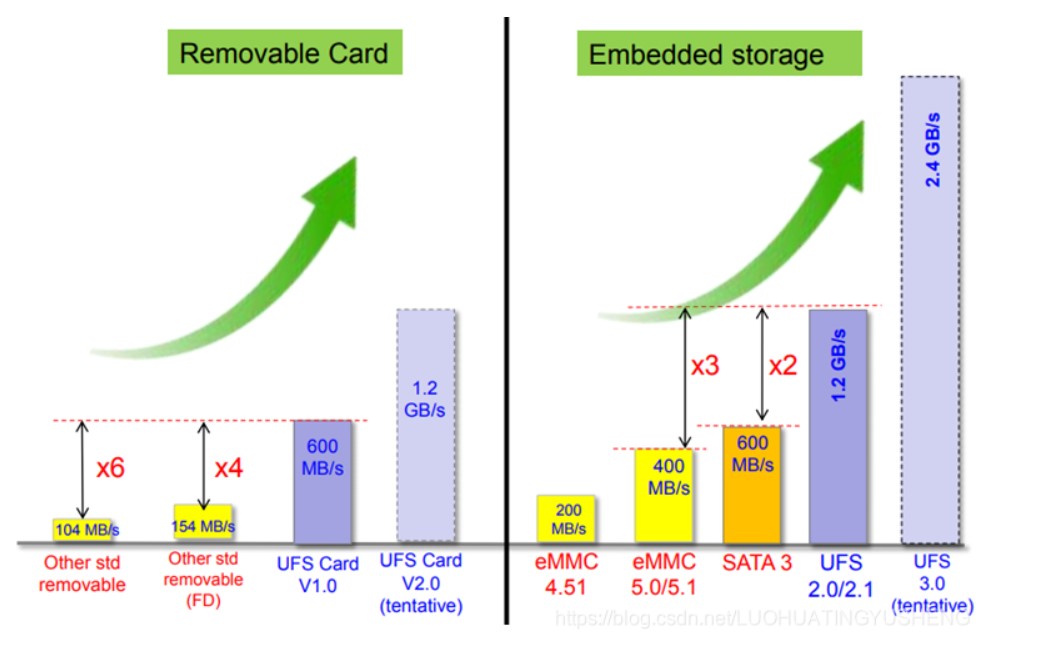 Removable Card
Embedded storage
x6
x4
104 MB/s
154 MB/s
600
MB/s
1.2
GB/s
Other std
removable
Other std
removable
(FD)
UFS Card
V1.0
UFS Card
V2.0
(tentative)
x3
x2
200
MB/s
400
MB/s
600
MB/s
1.2 GB/s
2.4 GB/s
eMMC
4.51
eMMC
5.0/5.1
SATA 3
UFS
2.0/2.1
UFS
3.0
(tentative)
https://blog.csdn.net/LUOHUATINGYUSHENG